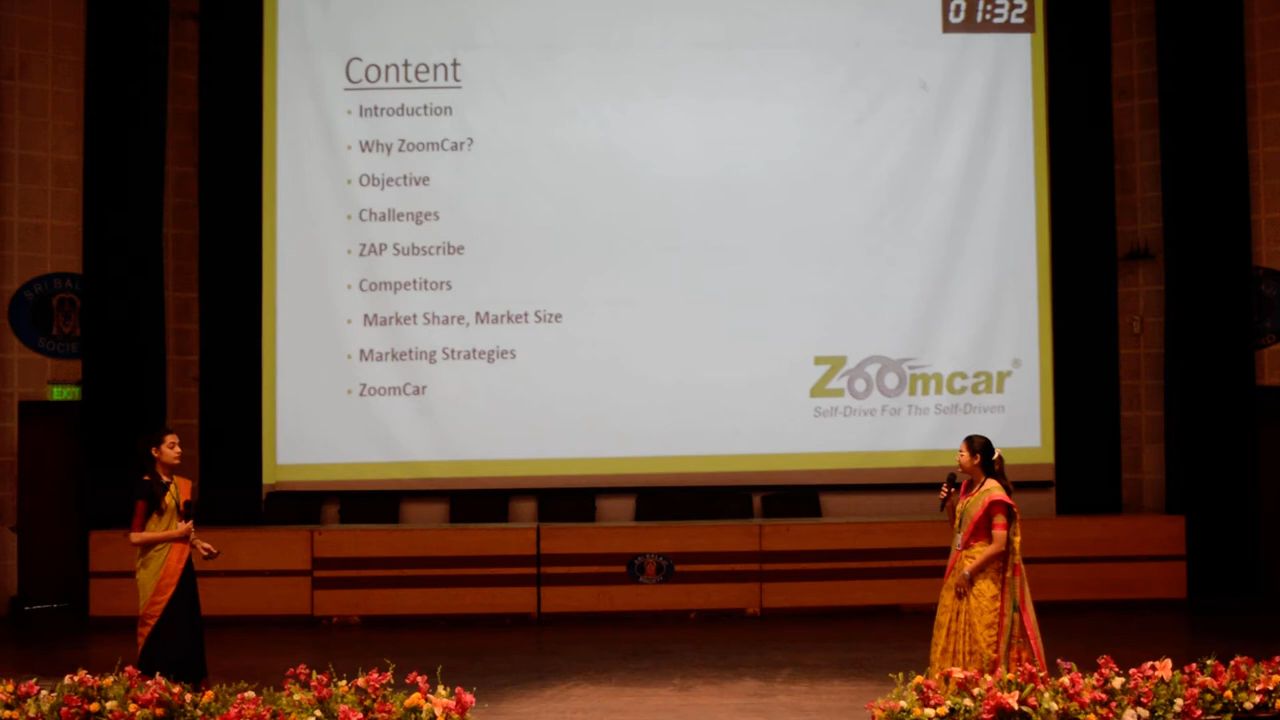 01:32
Content
• Introduction
• Why ZoomCar?
• Objective
• Challenges
• ZAP Subscribe
• Competitors
• Market Share, Market Size
• Marketing Strategies
• ZoomCar
Zoomcar®
Self-Drive For The Self-Driven
SRI
EXIT